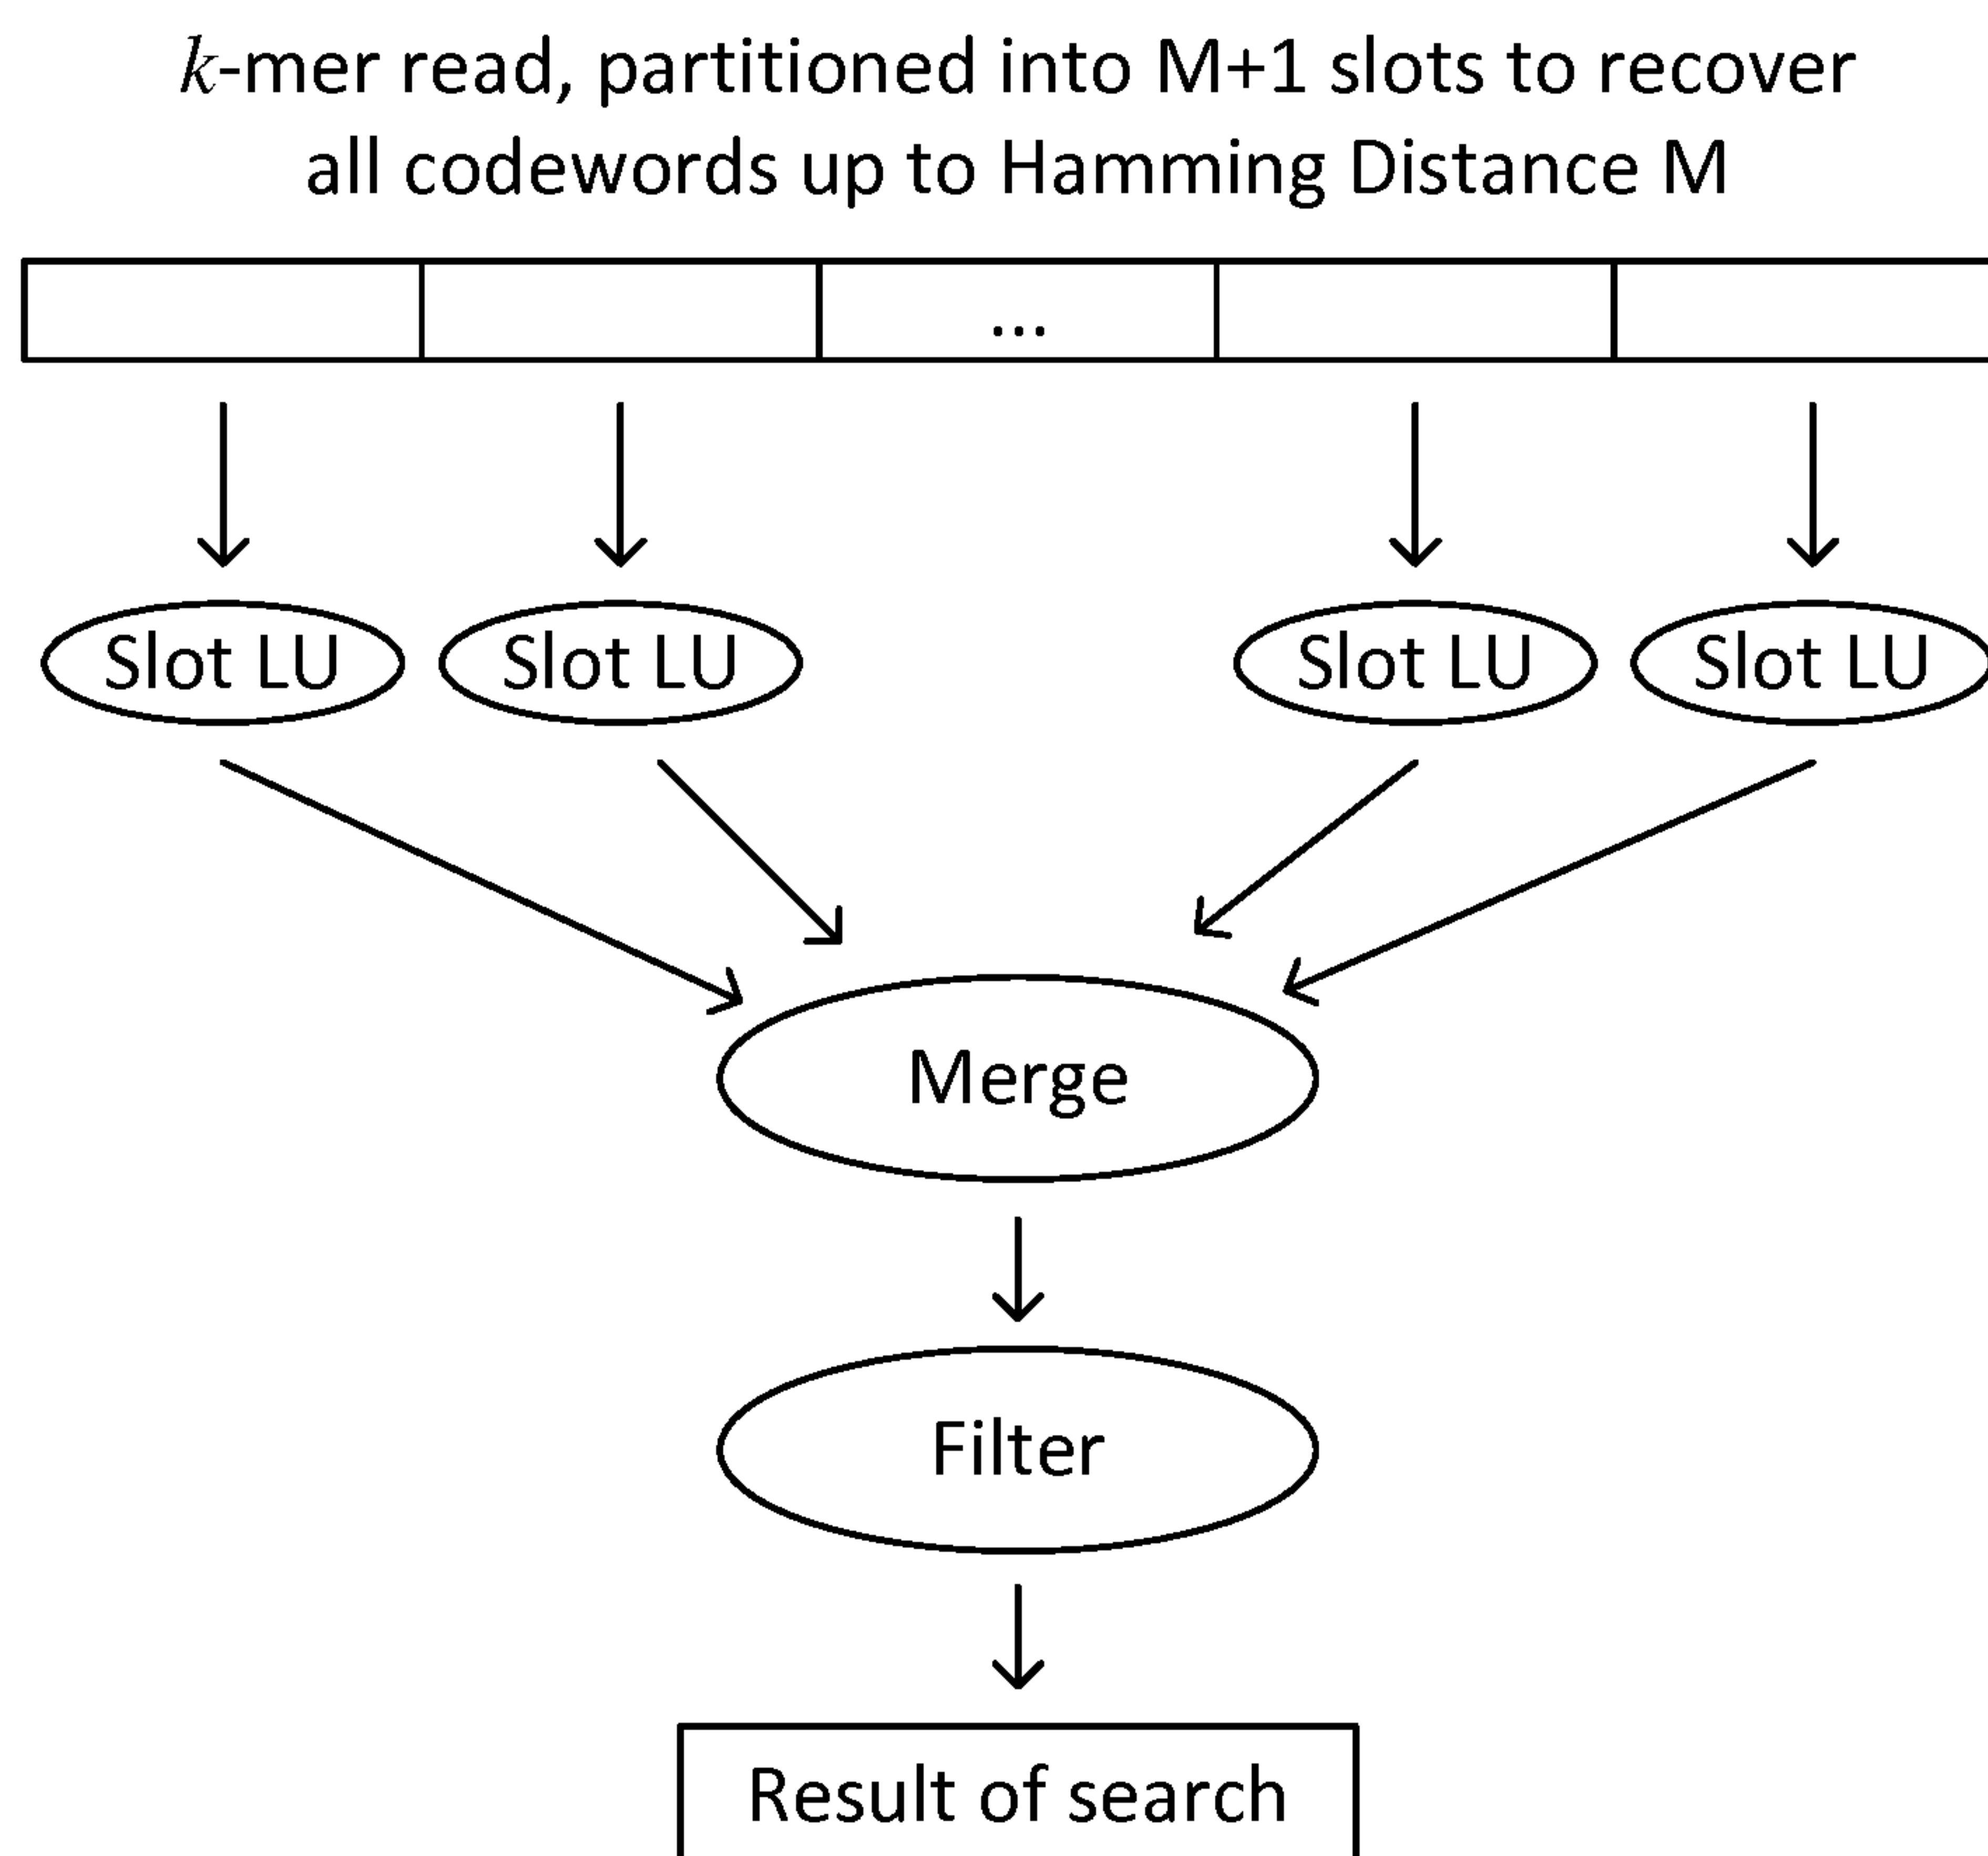 k-mer read, partitioned into M+1 slots to recover
all codewords up to Hamming Distance M
...
Slot LU Slot LU Slot LU Slot LU
Merge
Filter
Result of search